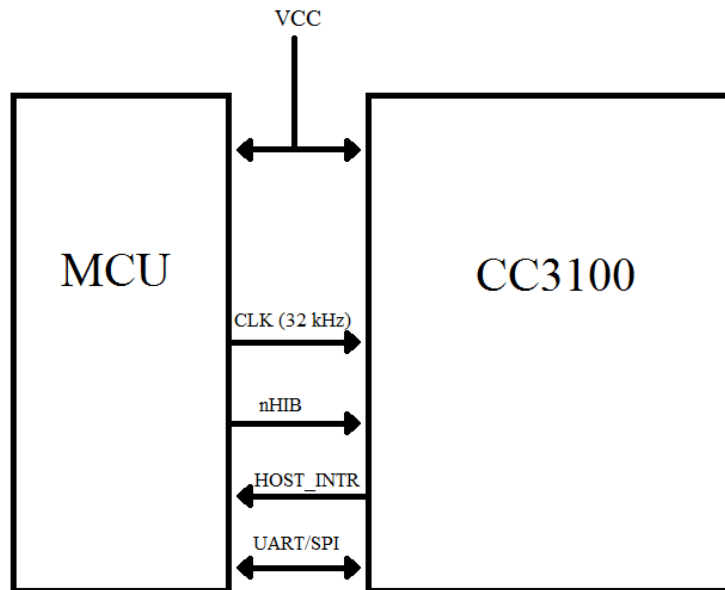 VCC
MCU
CC3100
CLK (32 kHz)
nHIB
HOST_INTR
UART/SPI